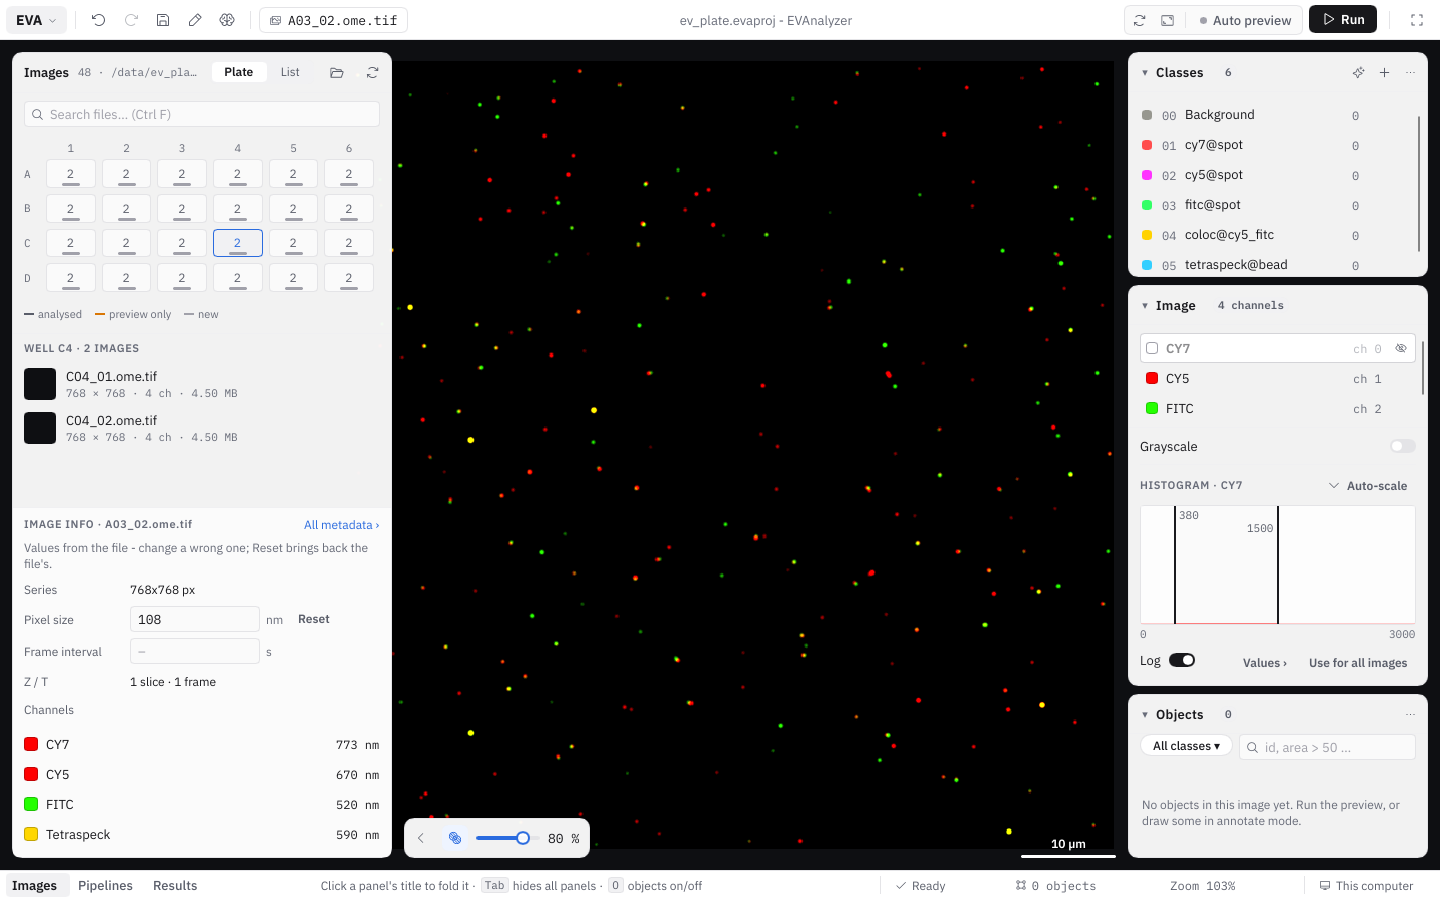 EVA
A03_02.ome.tif
ev_plate.evaproj - EVAnalyzer
Auto preview
Run
Images 48 · /data/ev_pla… Plate List
Search files... (Ctrl F)
1 2 3 4 5 6
A 2 2 2 2 2 2
B 2 2 2 2 2 2
C 2 2 2 2 2 2
D 2 2 2 2 2 2
analysed preview only new
WELL C4 · 2 IMAGES
C04_01.ome.tif
768 × 768 · 4 ch · 4.50 MB
C04_02.ome.tif
768 × 768 · 4 ch · 4.50 MB
IMAGE INFO · A03_02.ome.tif All metadata ›
Values from the file - change a wrong one; Reset brings back the
file's.
Series 768x768 px
Pixel size 108 nm Reset
Frame interval – s
Z / T 1 slice · 1 frame
Channels
CY7 773 nm
CY5 670 nm
FITC 520 nm
Tetraspeck 590 nm
80 %
10 µm
Classes 6
00 Background 0
01 cy7@spot 0
02 cy5@spot 0
03 fitc@spot 0
04 coloc@cy5_fitc 0
05 tetraspeck@bead 0
Image 4 channels
CY7 ch 0
CY5 ch 1
FITC ch 2
Grayscale
HISTOGRAM · CY7 Auto-scale
380
1500
0 3000
Log Values › Use for all images
Objects 0
All classes ▾ id, area > 50 ...
No objects in this image yet. Run the preview, or
draw some in annotate mode.
Images Pipelines Results
Click a panel's title to fold it · Tab hides all panels · O objects on/off
Ready
0 objects
Zoom 103%
This computer